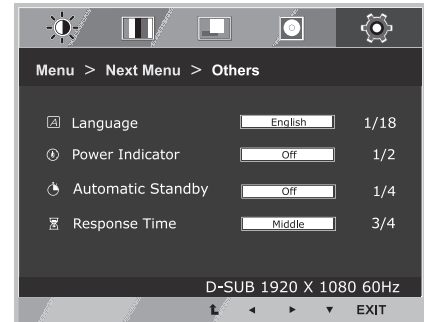 Menu > Next Menu > Others
Language English 1/18
Power Indicator Off 1/2
Automatic Standby Off 1/4
Response Time Middle 3/4
D-SUB 1920 X 1080 60Hz
EXIT